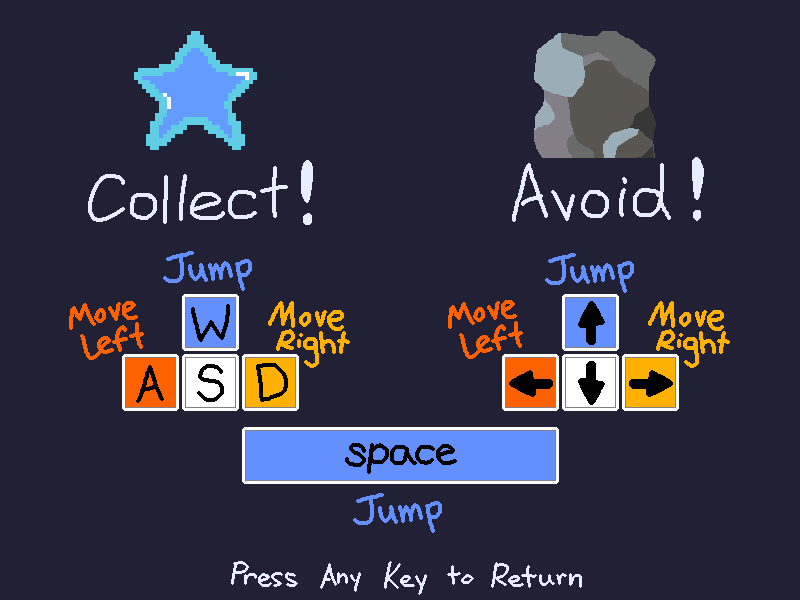 Collect!
Avoid!
Jump
Jump
Move
Left
W
Move
Right
Move
Left
Move
Right
A S D
space
Jump
Press Any Key to Return